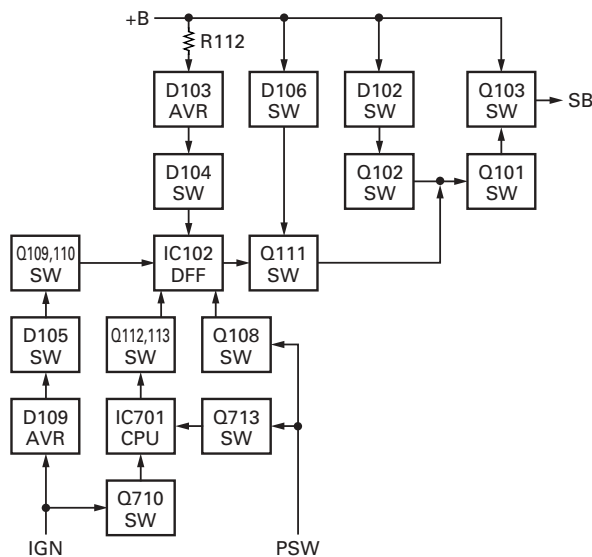 +B
R112
D103
AVR
D106
SW
D102
SW
Q103
SW
SB
D104
SW
Q102
SW
Q101
SW
Q109,110
SW
IC102
DFF
Q111
SW
D105
SW
Q112,113
SW
Q108
SW
D109
AVR
IC701
CPU
Q713
SW
Q710
SW
IGN
PSW